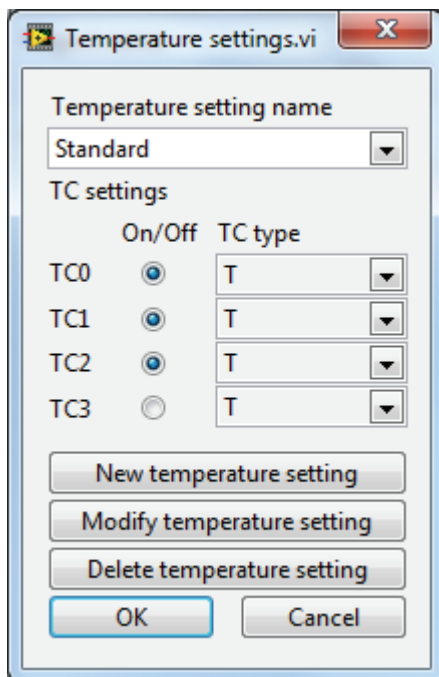 Temperature settings.vi
Temperature setting name
Standard
TC settings
On/Off TC type
TC0 T
TC1 T
TC2 T
TC3 T
New temperature setting
Modify temperature setting
Delete temperature setting
OK Cancel